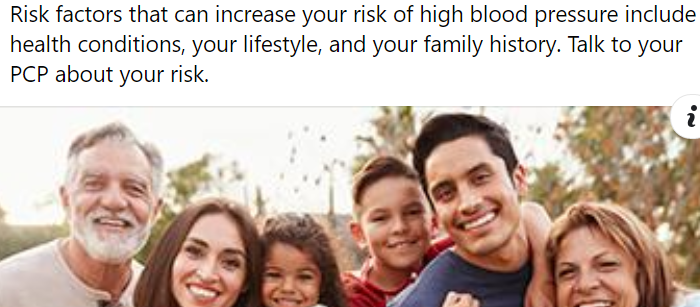 Risk factors that can increase your risk of high blood pressure include
health conditions, your lifestyle, and your family history. Talk to your
PCP about your risk.
i